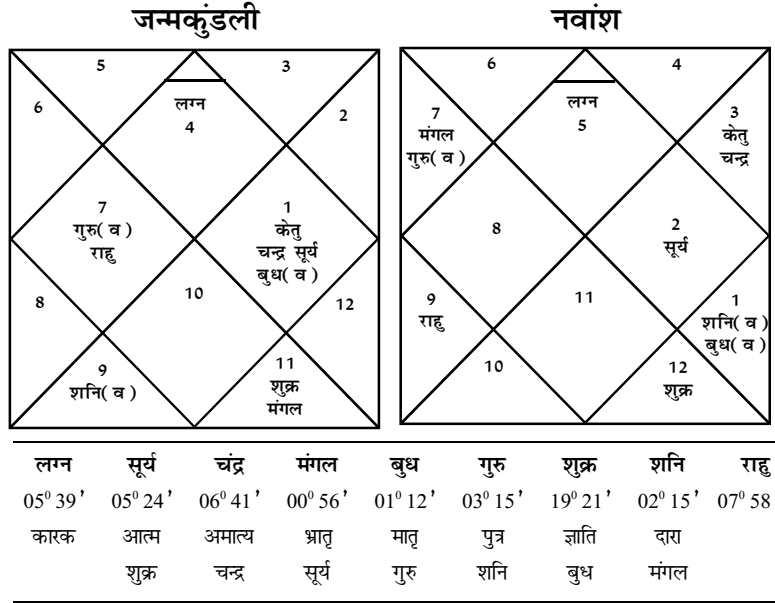 जन्मकुंडली
5
3
लग्न
4
6
2
7
गुरु( व )
राहु
1
केतु
चन्द्र सूर्य
बुध( व )
8
10
12
9
शनि( व )
11
शुक्र
मंगल
नवांश
6
4
लग्न
5
7
मंगल
गुरु( व )
3
केतु
चन्द्र
8
2
सूर्य
9
राहु
11
1
शनि( व )
बुध( व )
10
12
शुक्र
लग्न सूर्य चंद्र मंगल बुध गुरु शुक्र शनि राहु
05⁰ 39' 05⁰ 24' 06⁰ 41' 00⁰ 56' 01⁰ 12' 03⁰ 15' 19⁰ 21' 02⁰ 15' 07⁰ 58
कारक आत्म अमात्य भ्रातृ मातृ पुत्र ज्ञाति दारा
शुक्र चन्द्र सूर्य गुरु शनि बुध मंगल